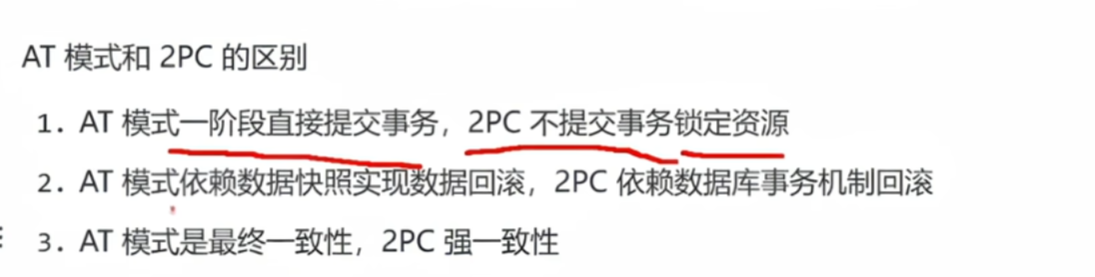 AT 模式和 2PC 的区别
1. AT 模式一阶段直接提交事务，2PC 不提交事务锁定资源
2. AT 模式依赖数据快照实现数据回滚，2PC 依赖数据库事务机制回滚
3. AT 模式是最终一致性，2PC 强一致性